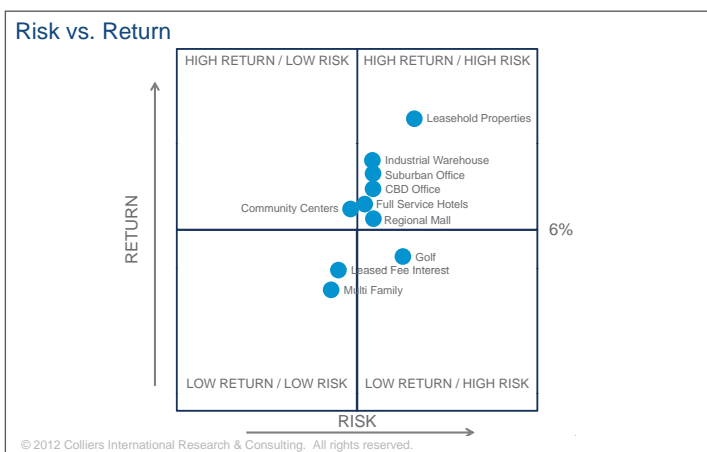 Risk vs. Return
HIGH RETURN / LOW RISK
HIGH RETURN / HIGH RISK
Leasehold Properties
Industrial Warehouse
Suburban Office
CBD Office
Full Service Hotels
Community Centers
Regional Mall
RETURN
6%
Golf
Leased Fee Interest
Multi Family
LOW RETURN / LOW RISK
LOW RETURN / HIGH RISK
RISK
© 2012 Colliers International Research & Consulting. All rights reserved.